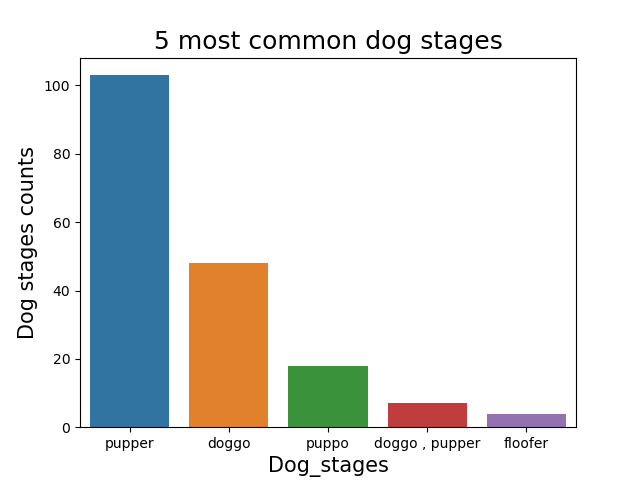 5 most common dog stages
Dog stages counts
100
80
60
40
20
0
pupper doggo puppo doggo , pupper floofer
Dog_stages